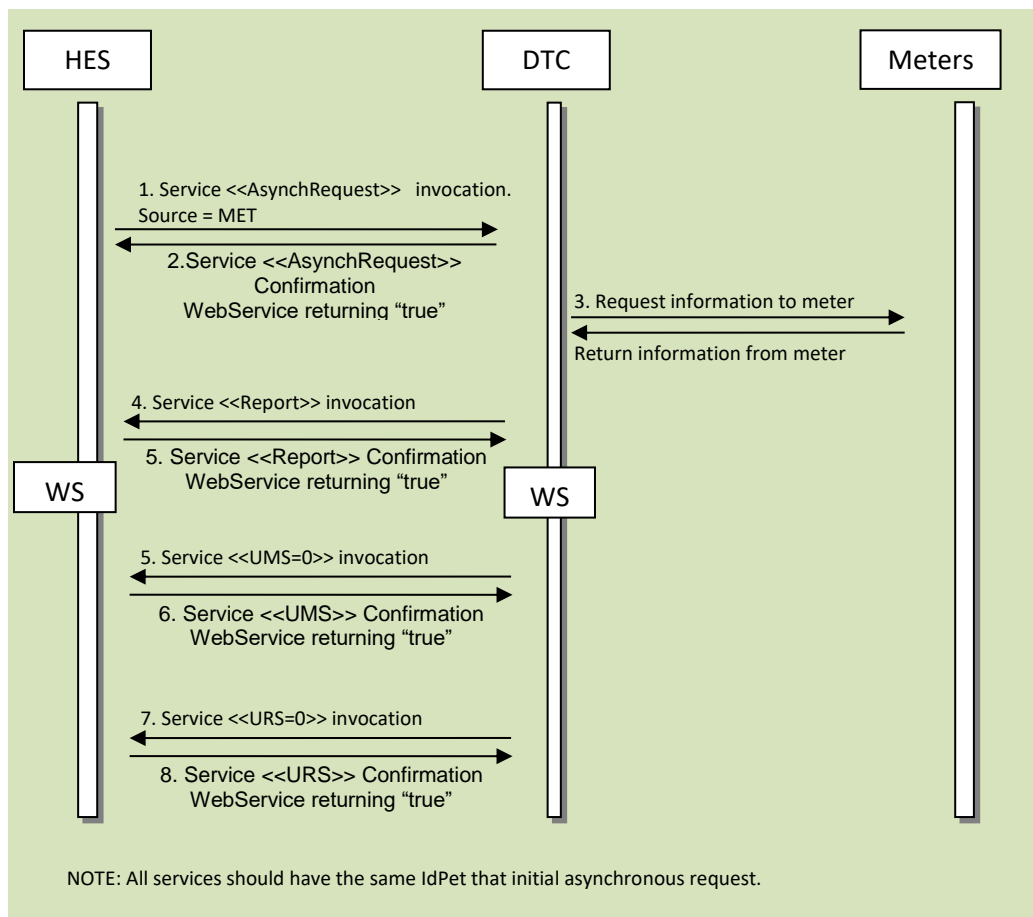 HES
DTC
Meters
1. Service <<AsynchRequest>> invocation.
Source = MET
2.Service <<AsynchRequest>>
Confirmation
WebService returning “true”
3. Request information to meter
Return information from meter
4. Service <<Report>> invocation
5. Service <<Report>> Confirmation
WebService returning “true”
WS
WS
5. Service <<UMS=0>> invocation
6. Service <<UMS>> Confirmation
WebService returning “true”
7. Service <<URS=0>> invocation
8. Service <<URS>> Confirmation
WebService returning “true”
NOTE: All services should have the same IdPet that initial asynchronous request.